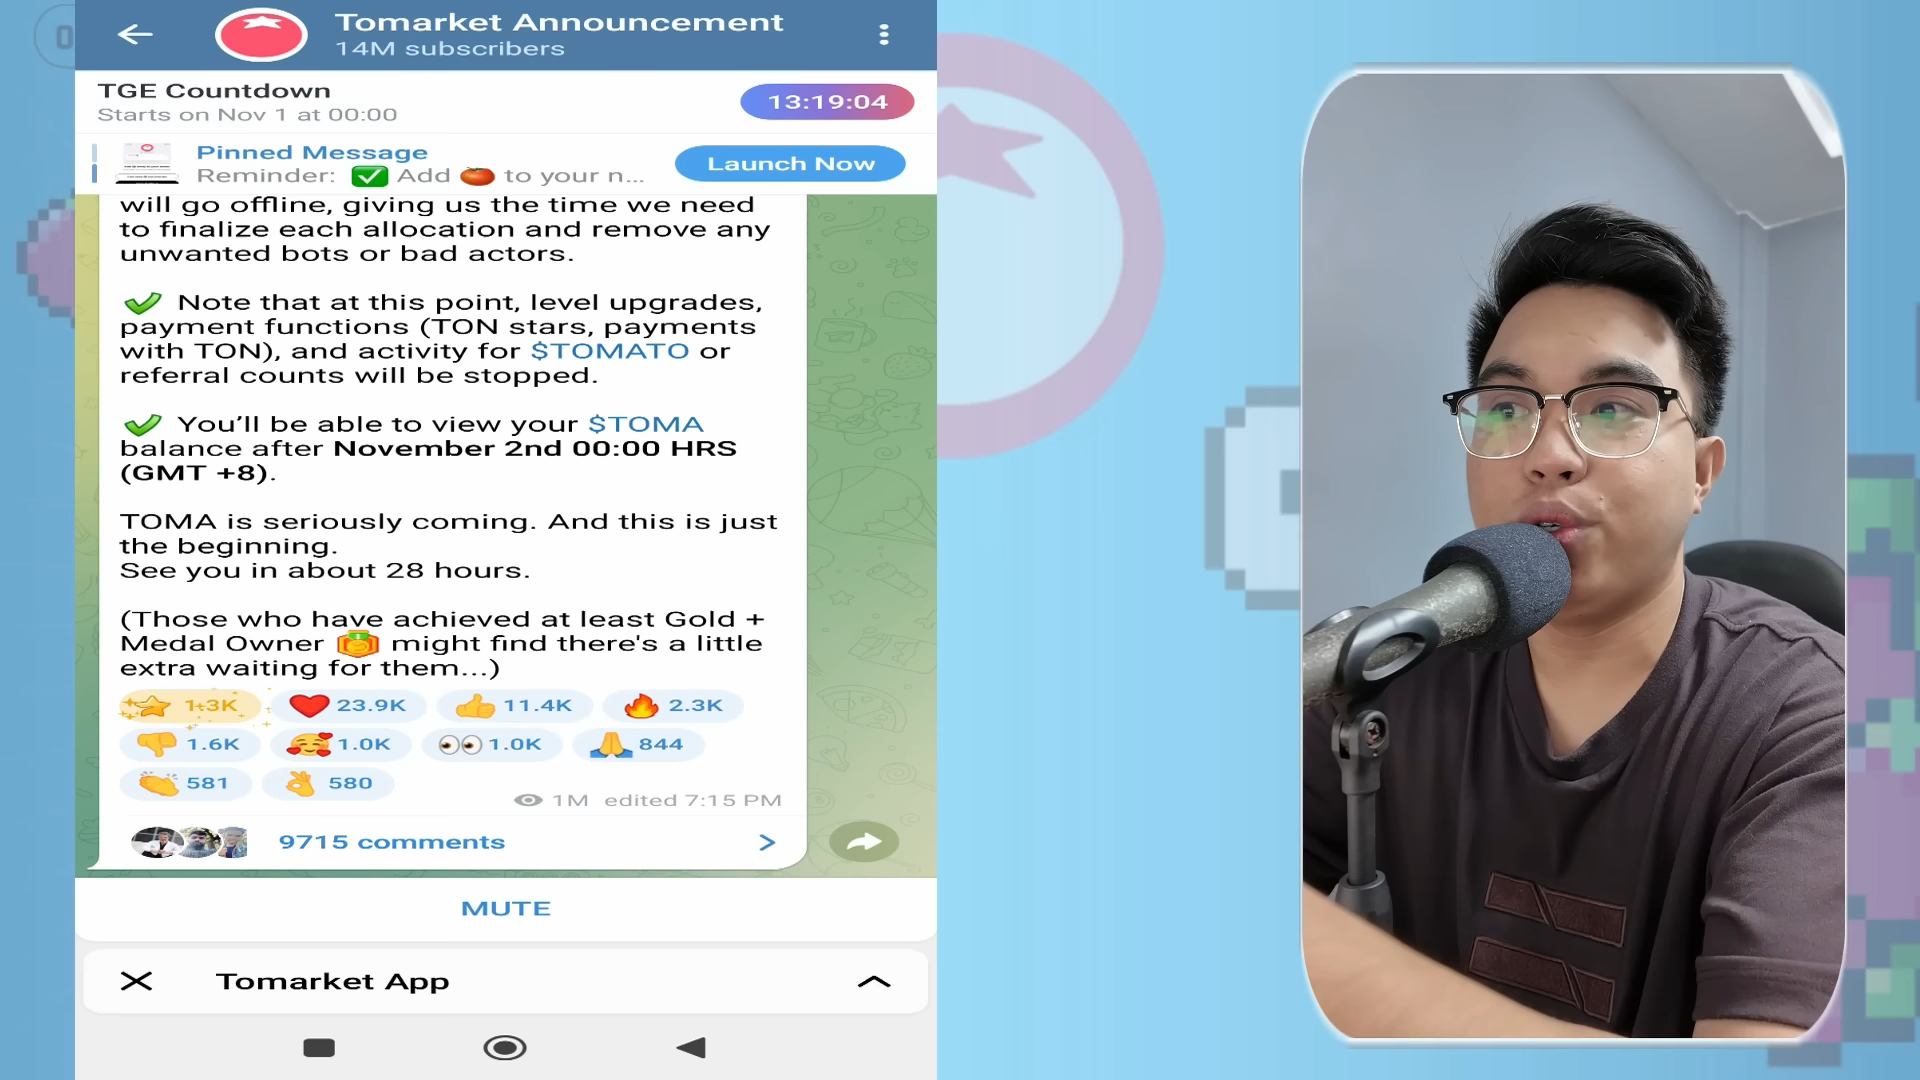 Tomarket Announcement
14M subscribers
TGE Countdown
Starts on Nov 1 at 00:00
13:19:04
Pinned Message
Reminder: ✅ Add 🍅 to your n...
Launch Now
will go offline, giving us the time we need
to finalize each allocation and remove any
unwanted bots or bad actors.
✔ Note that at this point, level upgrades,
payment functions (TON stars, payments
with TON), and activity for $TOMATO or
referral counts will be stopped.
✔ You’ll be able to view your $TOMA
balance after November 2nd 00:00 HRS
(GMT +8).
TOMA is seriously coming. And this is just
the beginning.
See you in about 28 hours.
(Those who have achieved at least Gold +
Medal Owner 🏅 might find there's a little
extra waiting for them...)
1.3K 23.9K 11.4K 2.3K
1.6K 1.0K 1.0K 844
581 580
1M edited 7:15 PM
9715 comments
MUTE
Tomarket App